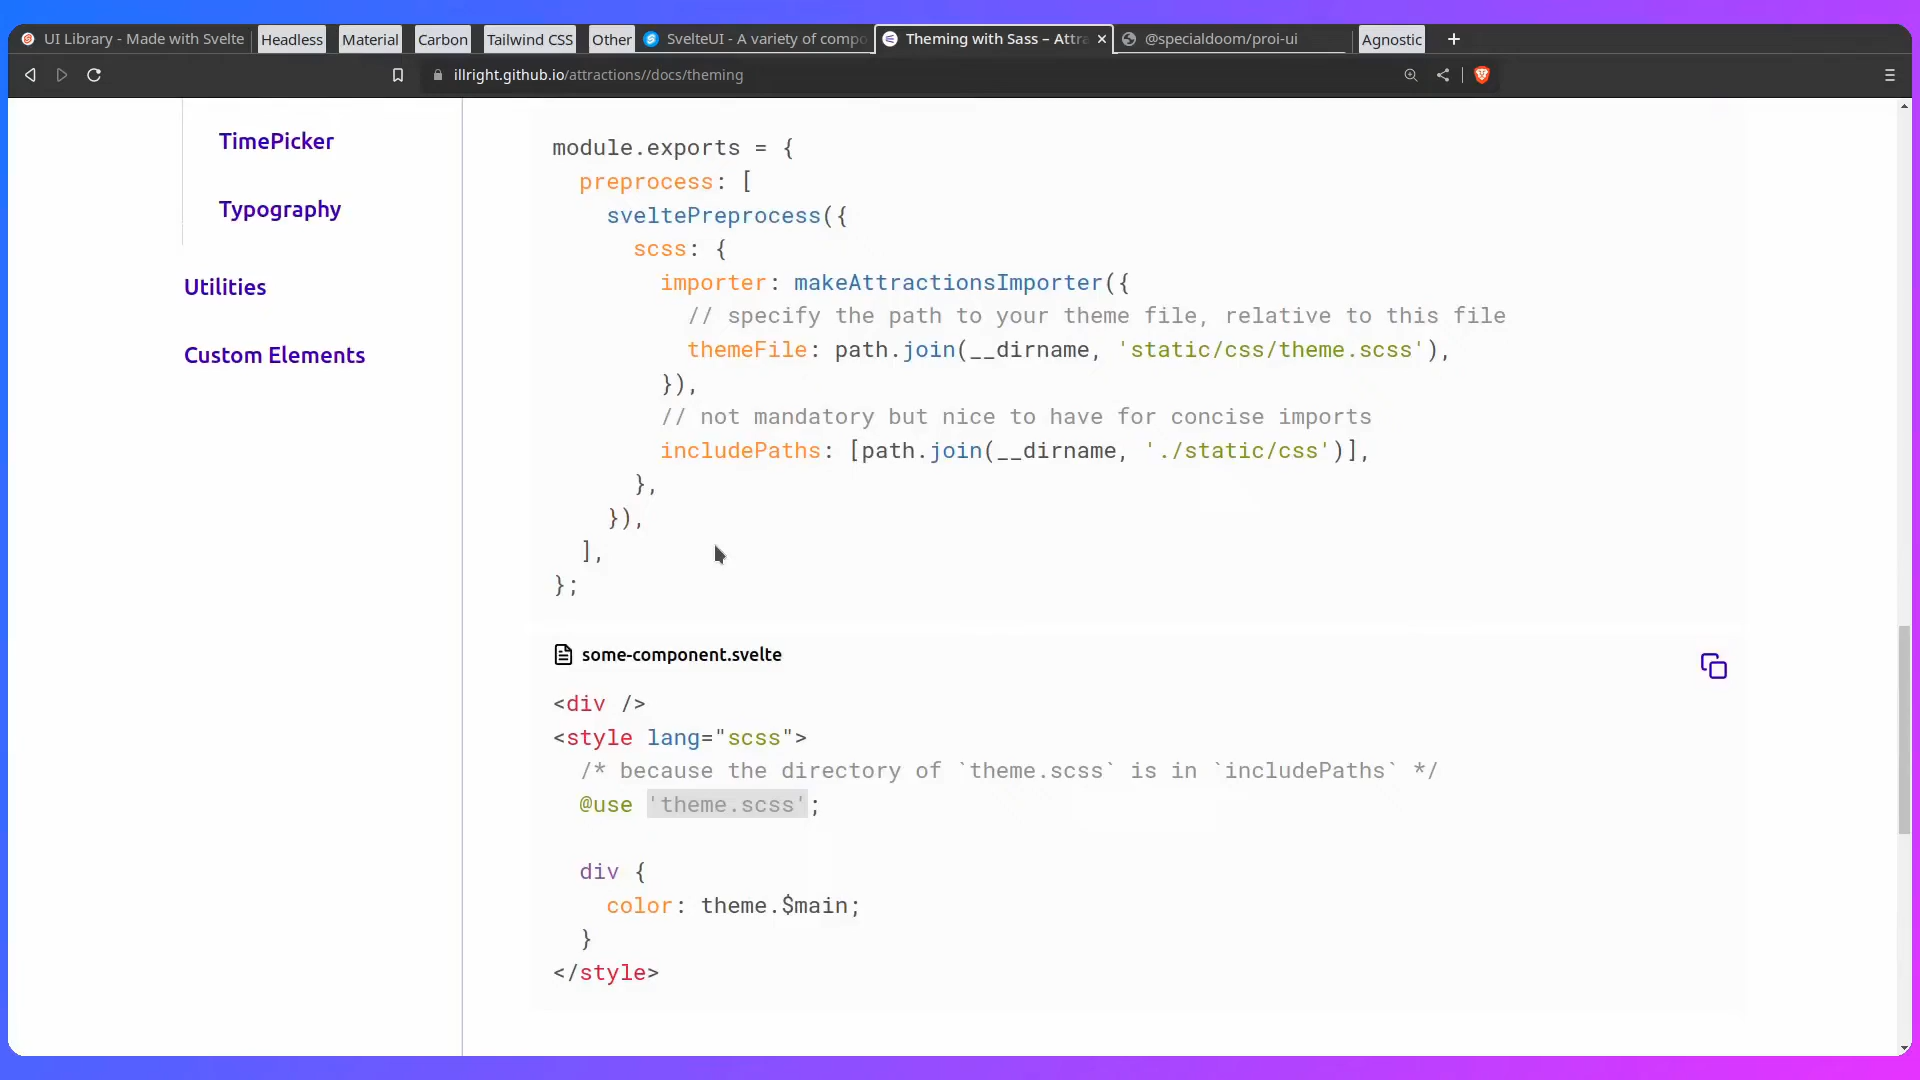 UI Library - Made with Svelte
Headless
Material
Carbon
Tailwind CSS
Other
SvelteUI - A variety of compo
Theming with Sass – Attra
@specialdoom/proi-ui
Agnostic
illright.github.io/attractions//docs/theming
TimePicker
Typography
Utilities
Custom Elements
module.exports = {
  preprocess: [
    sveltePreprocess({
      scss: {
        importer: makeAttractionsImporter({
          // specify the path to your theme file, relative to this file
          themeFile: path.join(__dirname, 'static/css/theme.scss'),
        }),
        // not mandatory but nice to have for concise imports
        includePaths: [path.join(__dirname, './static/css')],
      },
    }),
  ],
};
some-component.svelte
<div />
<style lang="scss">
  /* because the directory of `theme.scss` is in `includePaths` */
  @use 'theme.scss';
  div {
    color: theme.$main;
  }
</style>